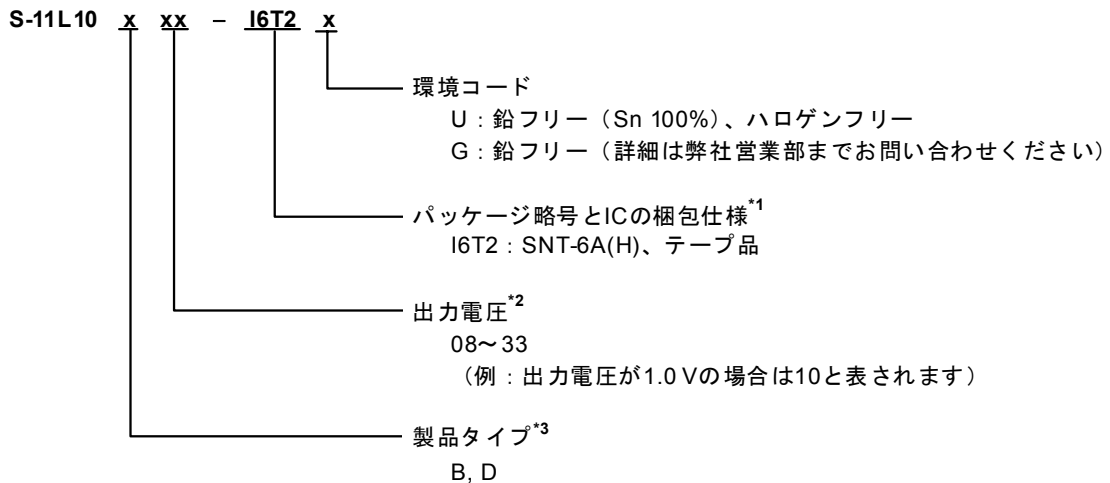 S-11L10 x xx – I6T2 x
環境コード
U：鉛フリー（Sn 100%）、ハロゲンフリー
G：鉛フリー（詳細は弊社営業部までお問い合わせください）
パッケージ略号とICの梱包仕様*1
I6T2：SNT-6A(H)、テープ品
出力電圧*2
08～33
（例：出力電圧が1.0 Vの場合は10と表されます）
製品タイプ*3
B, D